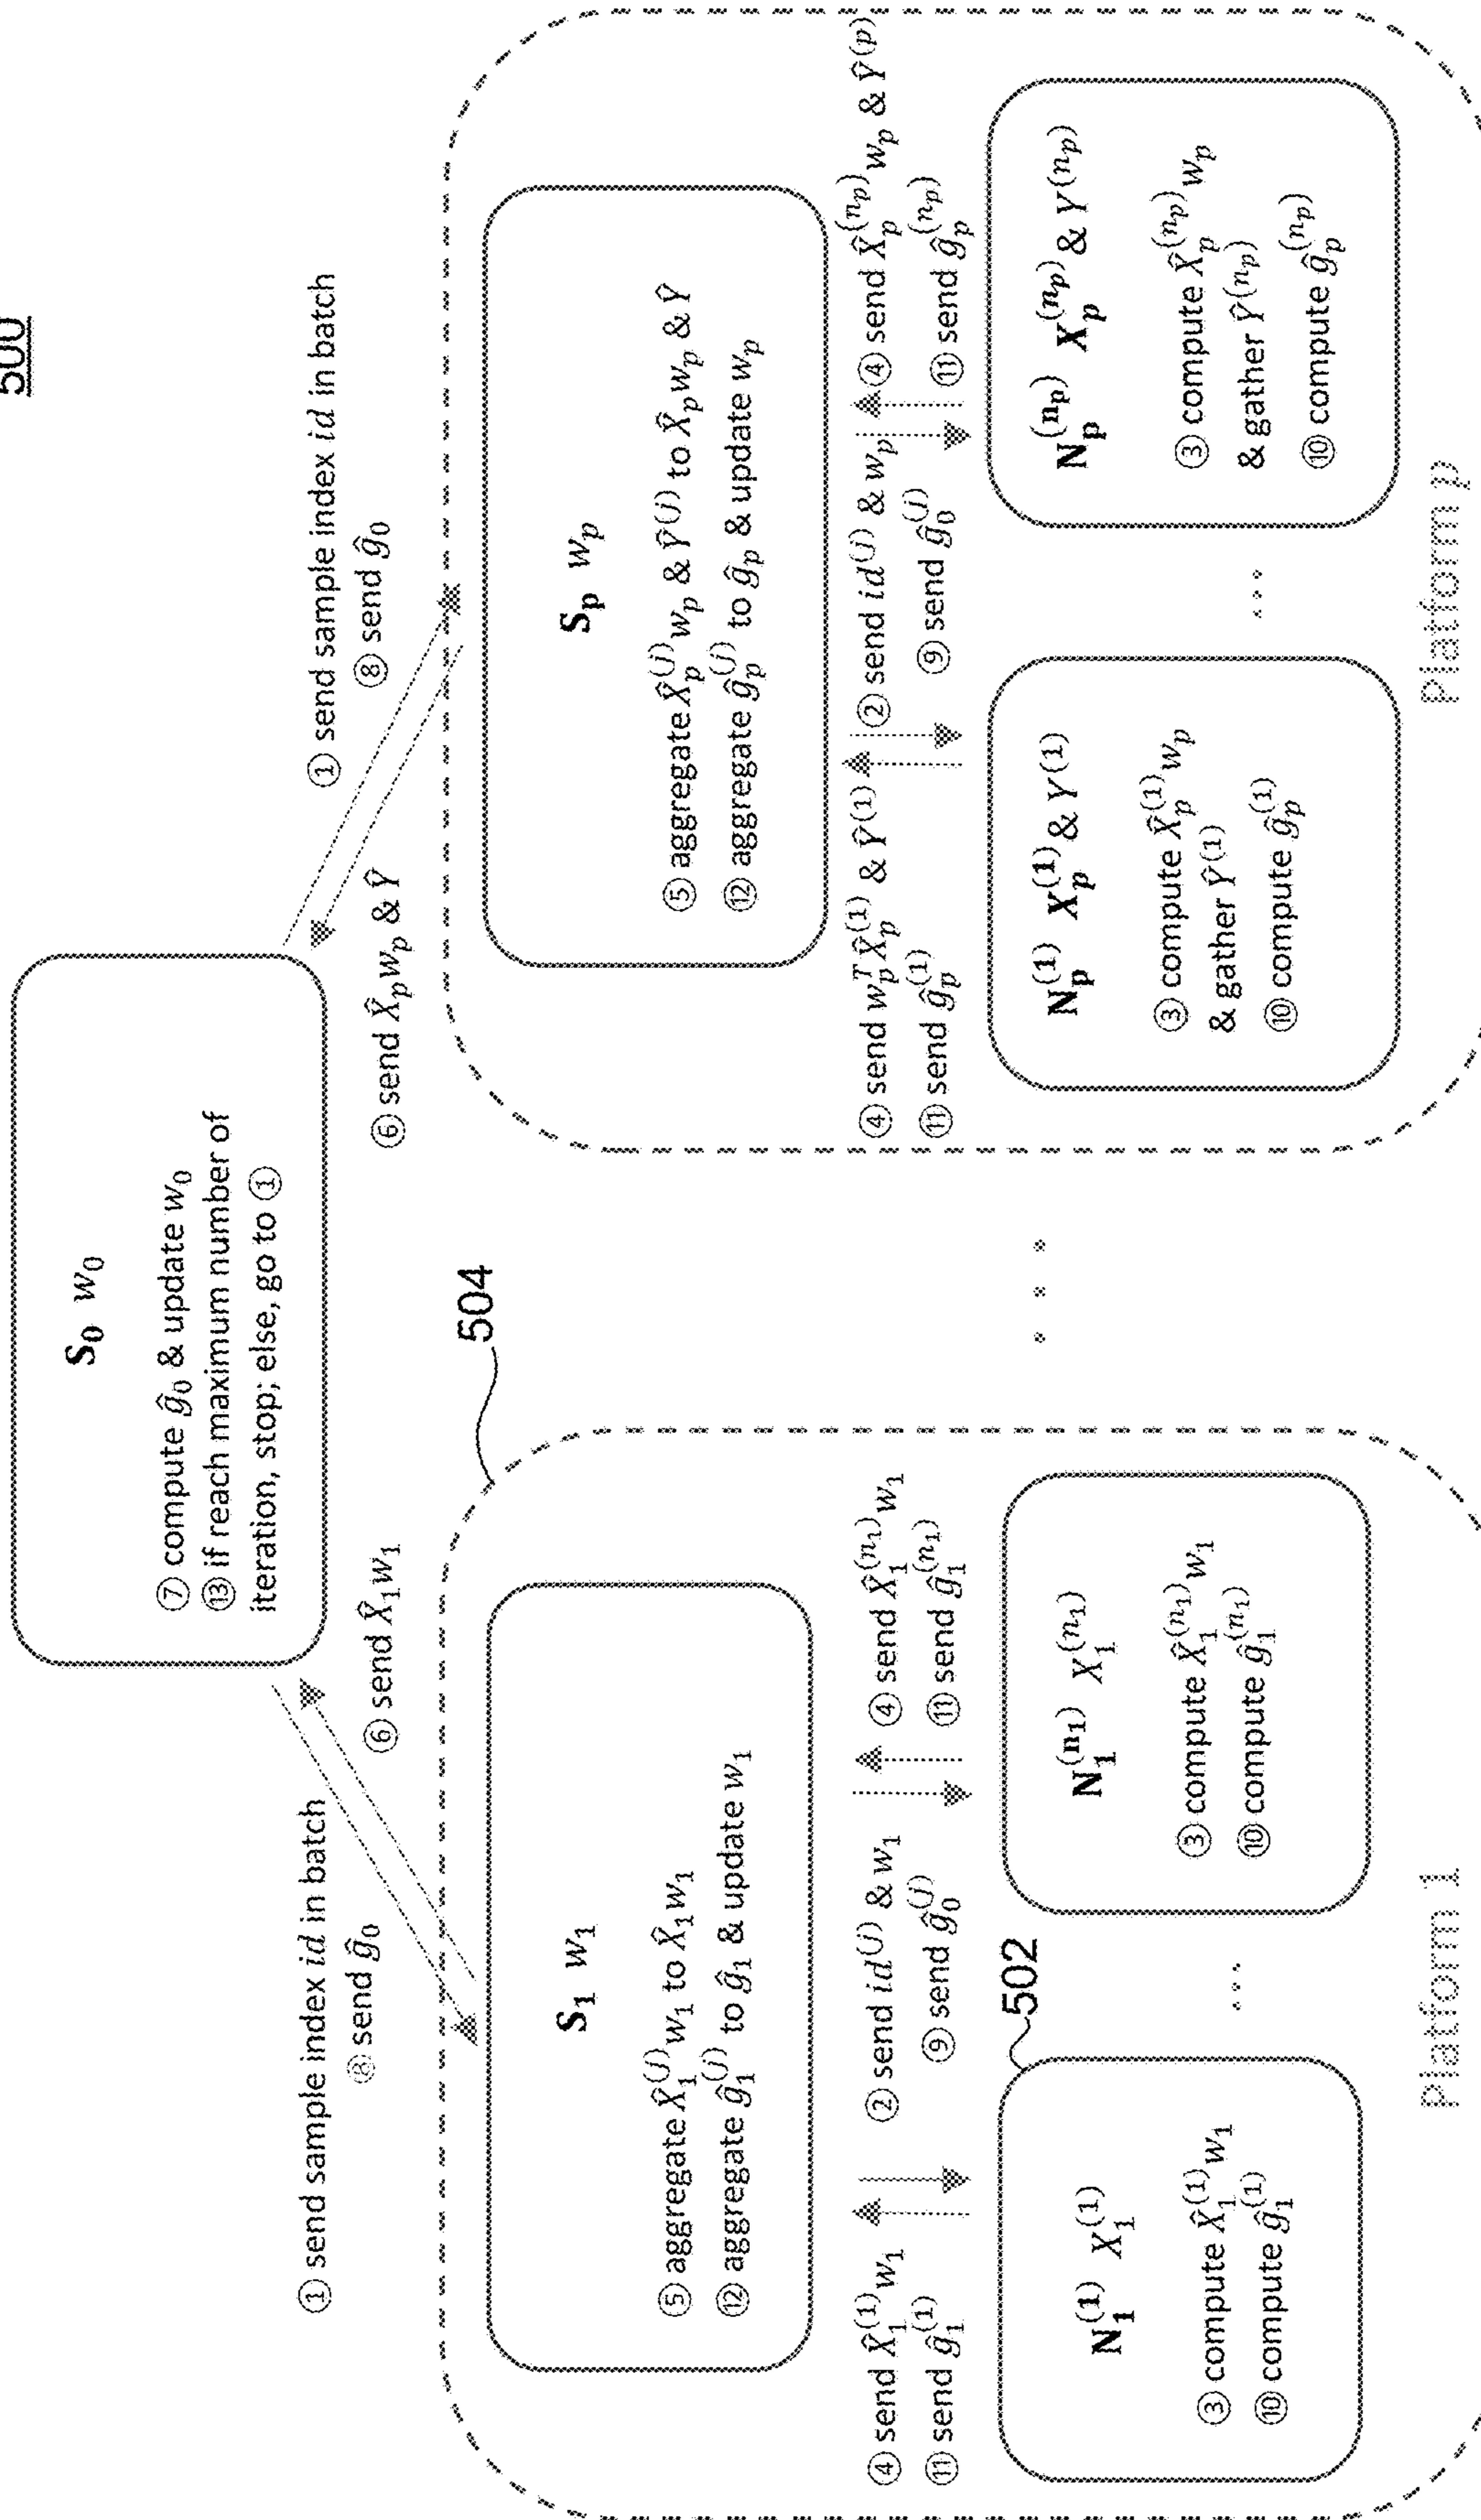 500
S₀ w₀
⑦ compute ĝ₀ & update w₀
⑬ if reach maximum number of
iteration, stop; else, go to ①
① send sample index id in batch
⑧ send ĝ₀
⑥ send X̂₁w₁
⑥ send X̂ₚwₚ & Ŷ
① send sample index id in batch
⑧ send ĝ₀
504
S₁ w₁
⑤ aggregate X̂₁⁽ʲ⁾w₁ to X̂₁w₁
⑫ aggregate ĝ₁⁽ʲ⁾ to ĝ₁ & update w₁
④ send X̂₁⁽¹⁾w₁
⑪ send ĝ₁⁽¹⁾
② send id⁽ʲ⁾ & w₁
⑨ send ĝ₀⁽ʲ⁾
④ send X̂₁⁽ⁿ₁⁾w₁
⑪ send ĝ₁⁽ⁿ₁⁾
502
N₁⁽¹⁾ X₁⁽¹⁾
③ compute X̂₁⁽¹⁾w₁
⑩ compute ĝ₁⁽¹⁾
...
N₁⁽ⁿ₁⁾ X₁⁽ⁿ₁⁾
③ compute X̂₁⁽ⁿ₁⁾w₁
⑩ compute ĝ₁⁽ⁿ₁⁾
Platform 1
. . .
Sₚ wₚ
⑤ aggregate X̂ₚ⁽ʲ⁾wₚ & Ŷ⁽ʲ⁾ to X̂ₚwₚ & Ŷ
⑫ aggregate ĝₚ⁽ʲ⁾ to ĝₚ & update wₚ
④ send wₚᵀX̂ₚ⁽¹⁾ & Ŷ⁽¹⁾
⑪ send ĝₚ⁽¹⁾
② send id⁽ʲ⁾ & wₚ
⑨ send ĝ₀⁽ʲ⁾
④ send X̂ₚ⁽ⁿₚ⁾wₚ & Ŷ⁽ᵖ⁾
⑪ send ĝₚ⁽ⁿₚ⁾
Nₚ⁽¹⁾ Xₚ⁽¹⁾ & Y⁽¹⁾
③ compute X̂ₚ⁽¹⁾wₚ
& gather Ŷ⁽¹⁾
⑩ compute ĝₚ⁽¹⁾
...
Nₚ⁽ⁿₚ⁾ Xₚ⁽ⁿₚ⁾ & Y⁽ⁿₚ⁾
③ compute X̂ₚ⁽ⁿₚ⁾wₚ
& gather Ŷ⁽ⁿₚ⁾
⑩ compute ĝₚ⁽ⁿₚ⁾
Platform p